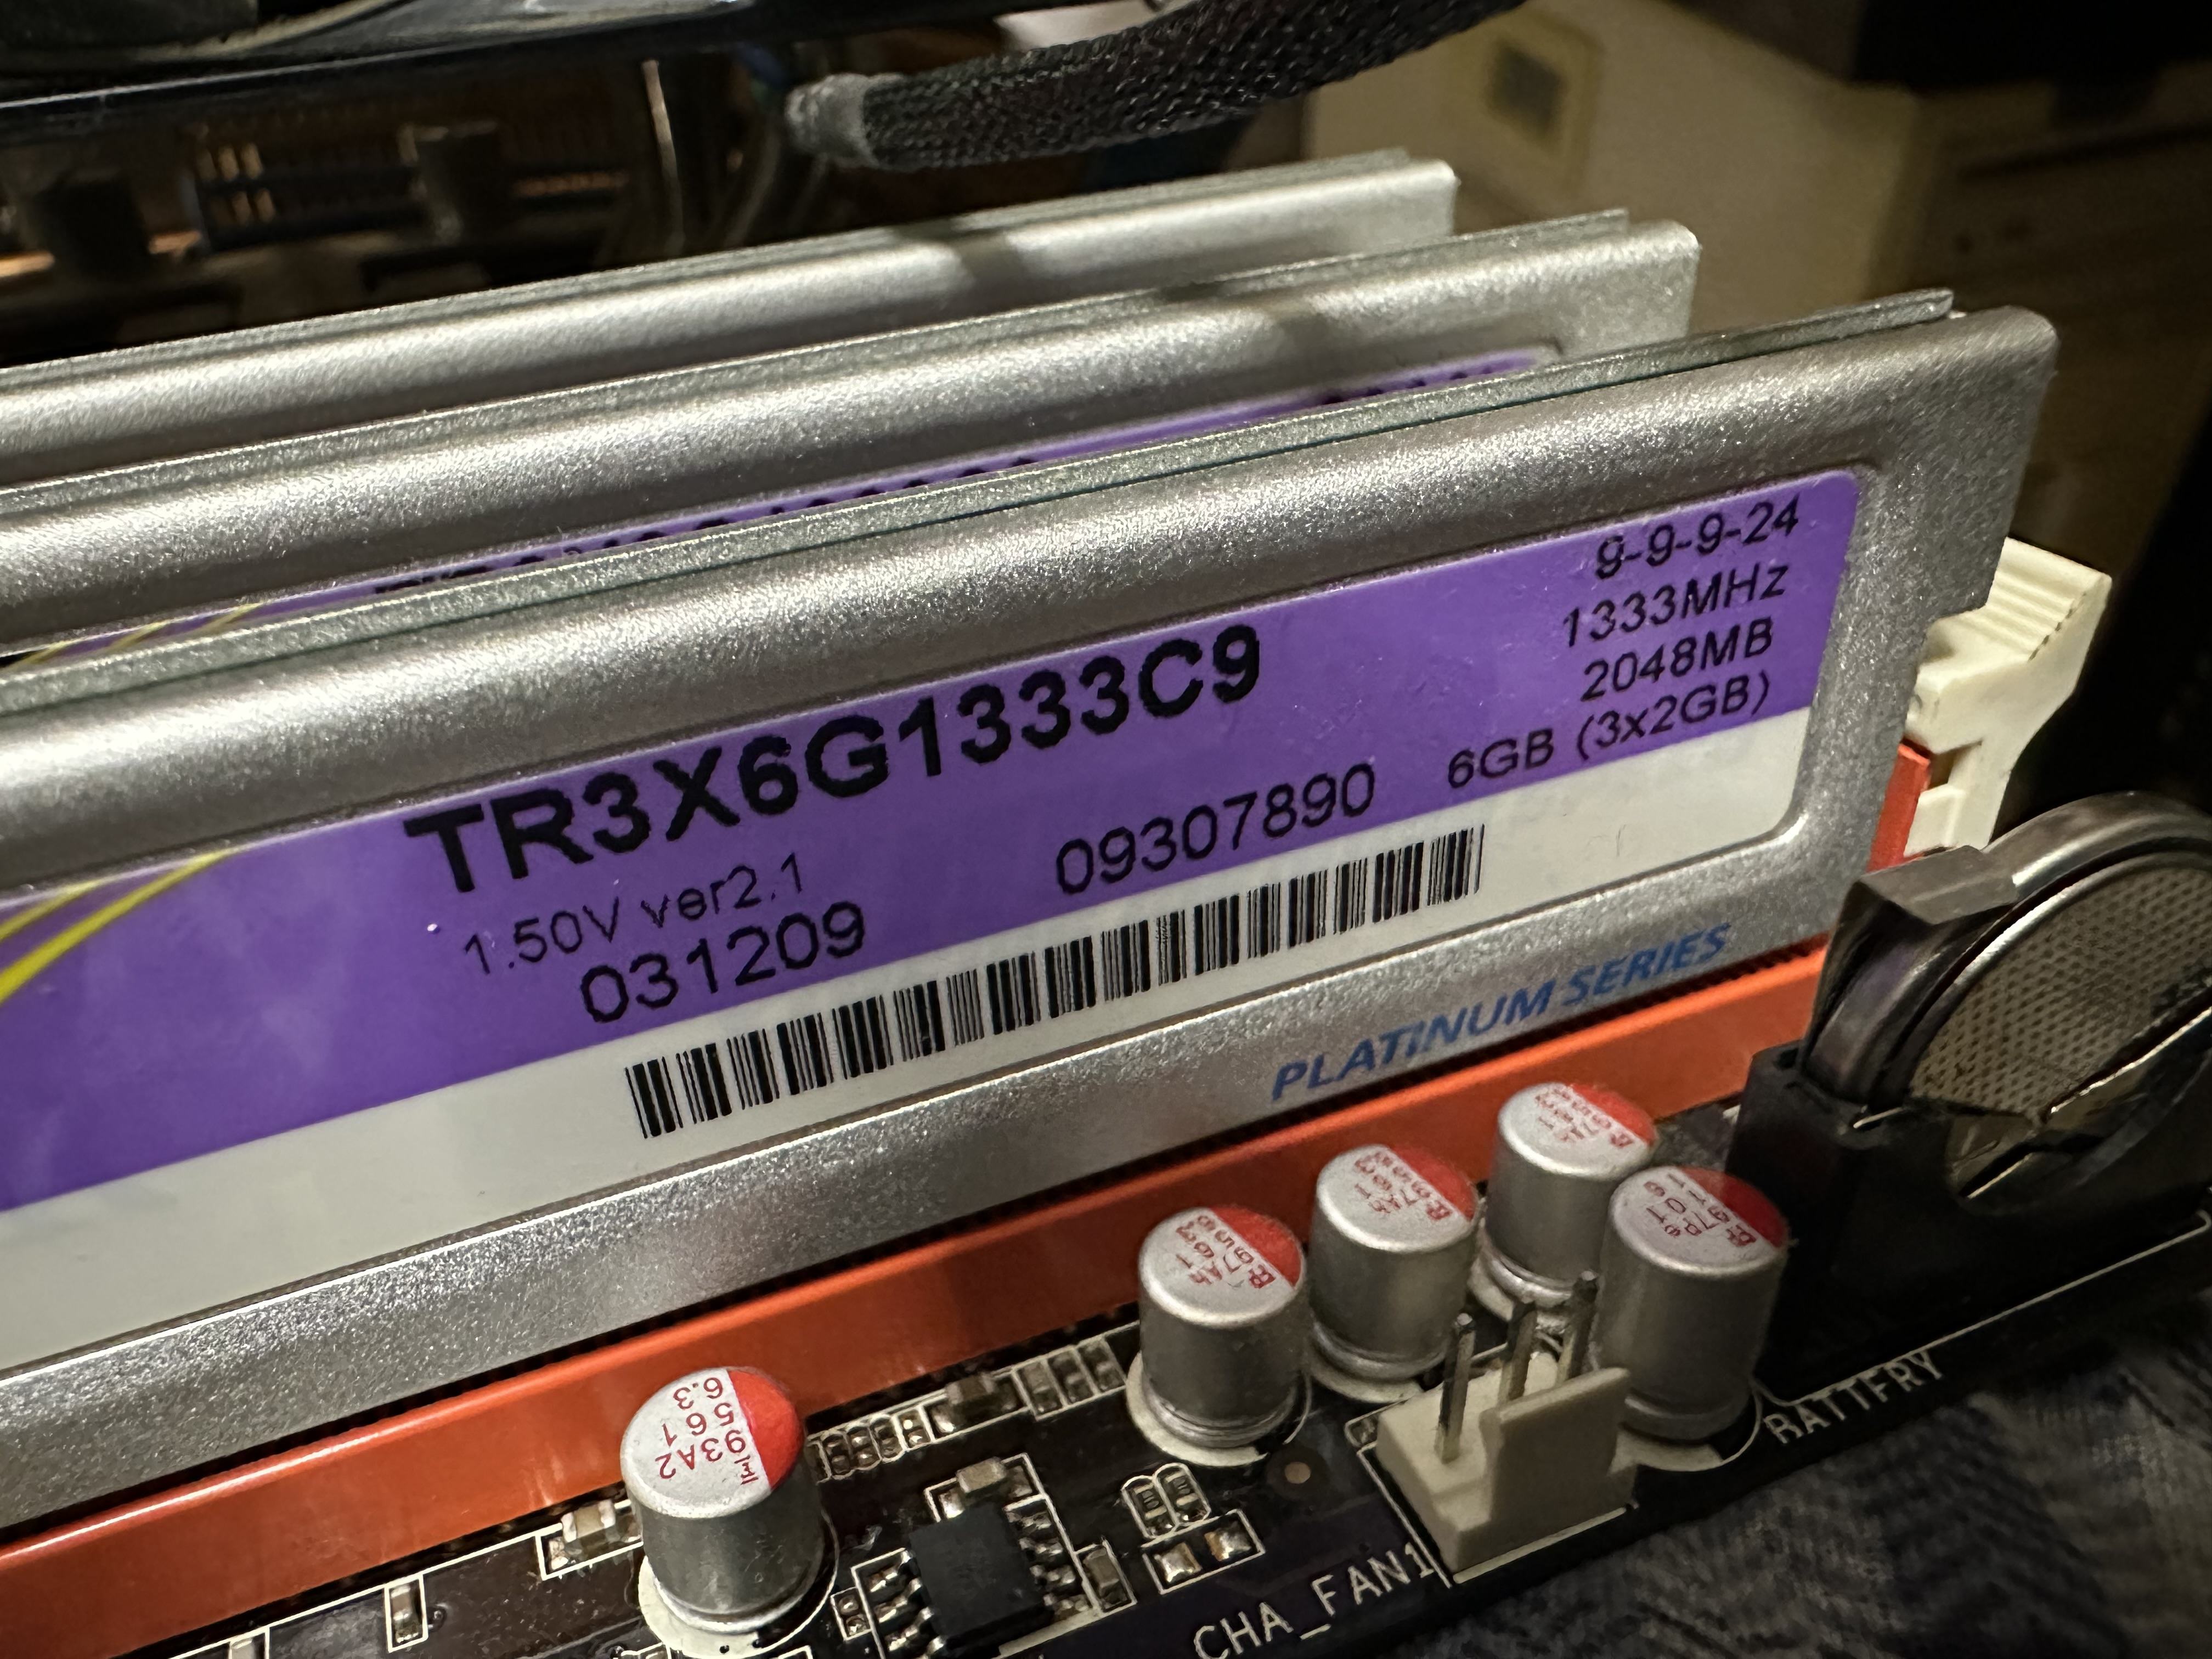 9-9-9-24
1333MHz
2048MB
TR3X6G1333C9
6GB (3x2GB)
1.50V ver2.1
09307890
031209
PLATINUM SERIES
93A2
561
6.3
BATTERY
CHA_FAN1